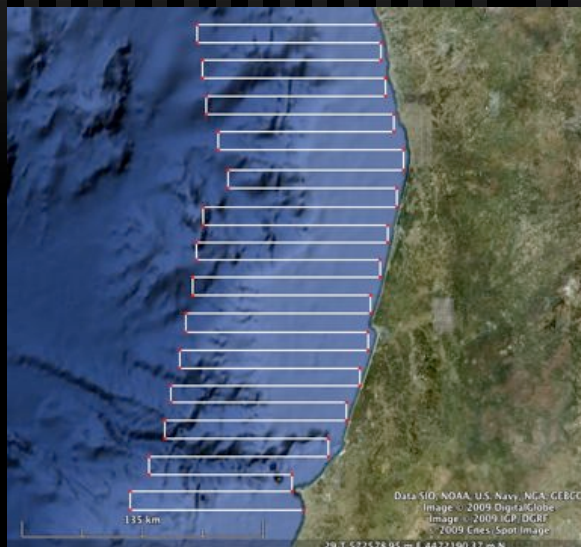 135 km
Data SIO, NOAA, U.S. Navy, NGA, GEBCO
Image © 2009 DigitalGlobe
Image © 2009 IGP, DGRF
© 2009 Cnes/Spot Image